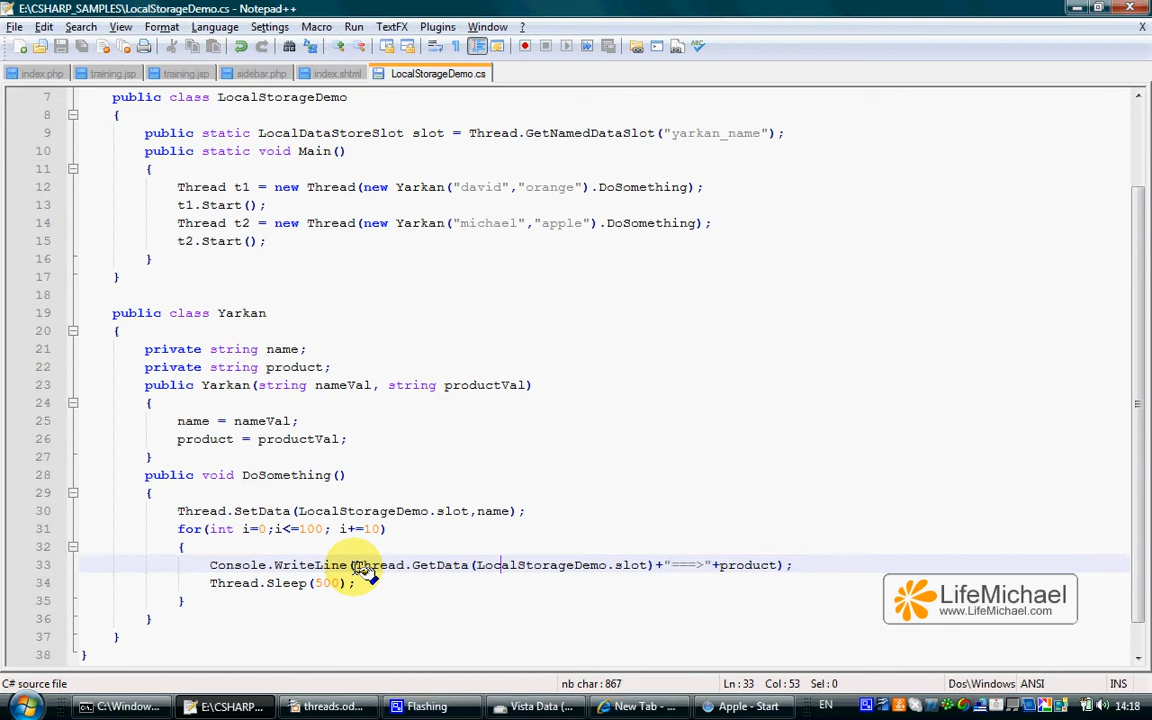 E:\CSHARP_SAMPLES\LocalStorageDemo.cs - Notepad++
File Edit Search View Format Language Settings Macro Run TextFX Plugins Window ? X
index.php training.jsp training.jsp sidebar.php index.shtml LocalStorageDemo.cs
7 public class LocalStorageDemo
8 {
9 public static LocalDataStoreSlot slot = Thread.GetNamedDataSlot("yarkan_name");
10 public static void Main()
11 {
12 Thread t1 = new Thread(new Yarkan("david","orange").DoSomething);
13 t1.Start();
14 Thread t2 = new Thread(new Yarkan("michael","apple").DoSomething);
15 t2.Start();
16 }
17 }
18
19 public class Yarkan
20 {
21 private string name;
22 private string product;
23 public Yarkan(string nameVal, string productVal)
24 {
25 name = nameVal;
26 product = productVal;
27 }
28 public void DoSomething()
29 {
30 Thread.SetData(LocalStorageDemo.slot,name);
31 for(int i=0;i<=100; i+=10)
32 {
33 Console.WriteLine(Thread.GetData(LocalStorageDemo.slot)+"===>"+product);
34 Thread.Sleep(500);
35 }
36 }
37 }
38 }
LifeMichael
www.LifeMichael.com
C# source file nb char : 867 Ln : 33 Col : 53 Sel : 0 Dos\Windows ANSI INS
C:\Window... E:\CSHARP... threads.od... Flashing Vista Data (... New Tab - ... Apple - Start EN 14:18